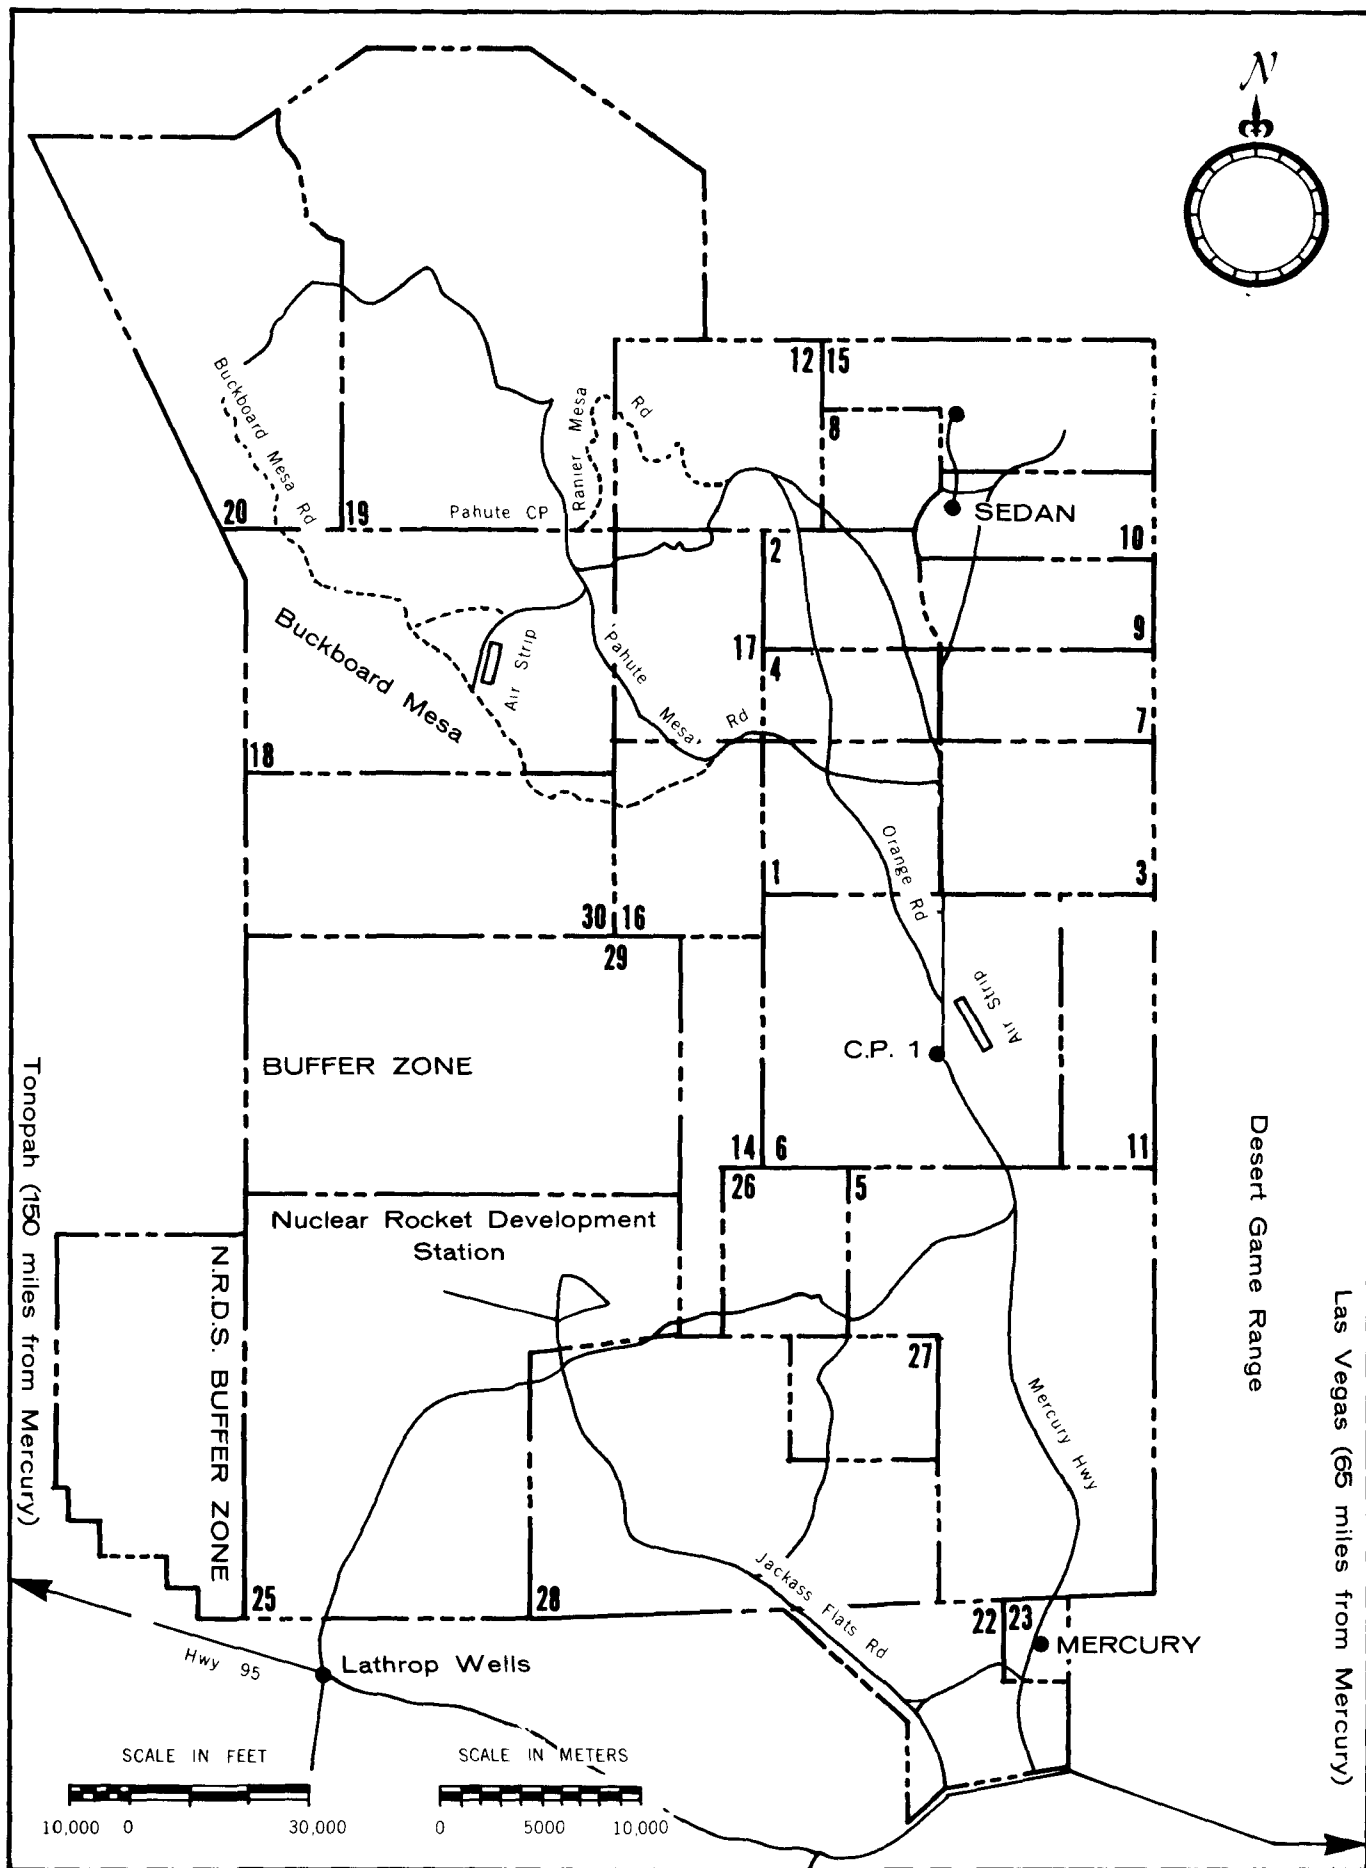 N
12 15
8
Buckboard Mesa Rd
Ranier Mesa Rd
20
19
Pahute CP
SEDAN
10
2
9
17
4
Buckboard Mesa
Air Strip
'Pahute Mesa' Rd
7
18
Orange Rd
1
3
30 16
29
Air Strip
C.P. 1
BUFFER ZONE
14 6
11
26
5
Desert Game Range
Tonopah (150 miles from Mercury)
Nuclear Rocket Development
Station
N.R.D.S. BUFFER ZONE
Las Vegas (65 miles from Mercury)
27
Mercury Hwy
Jackass Flats Rd
25
28
22 23
MERCURY
Hwy 95
Lathrop Wells
SCALE IN FEET
10,000 0 30,000
SCALE IN METERS
0 5000 10,000